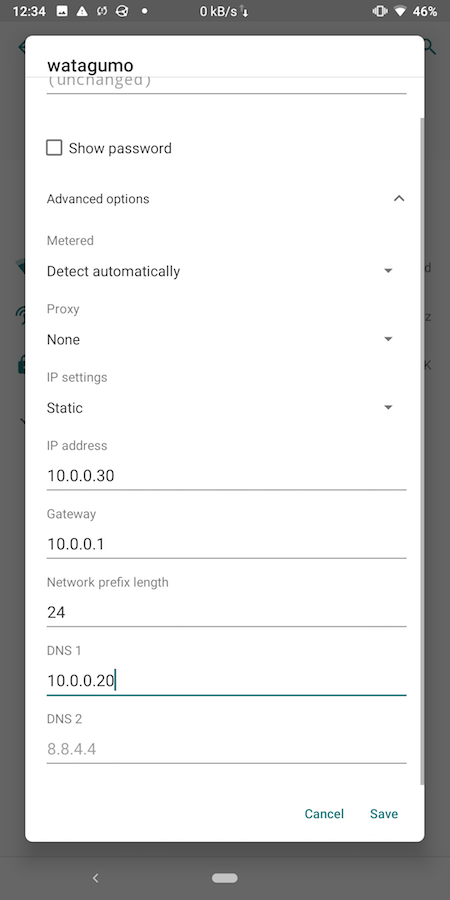 12:34 0 kB/s 46%
watagumo
(unchanged)
Show password
Advanced options
Metered
Detect automatically
d
Proxy
z
None
K
IP settings
Static
IP address
10.0.0.30
Gateway
10.0.0.1
Network prefix length
24
DNS 1
10.0.0.20
DNS 2
8.8.4.4
Cancel Save